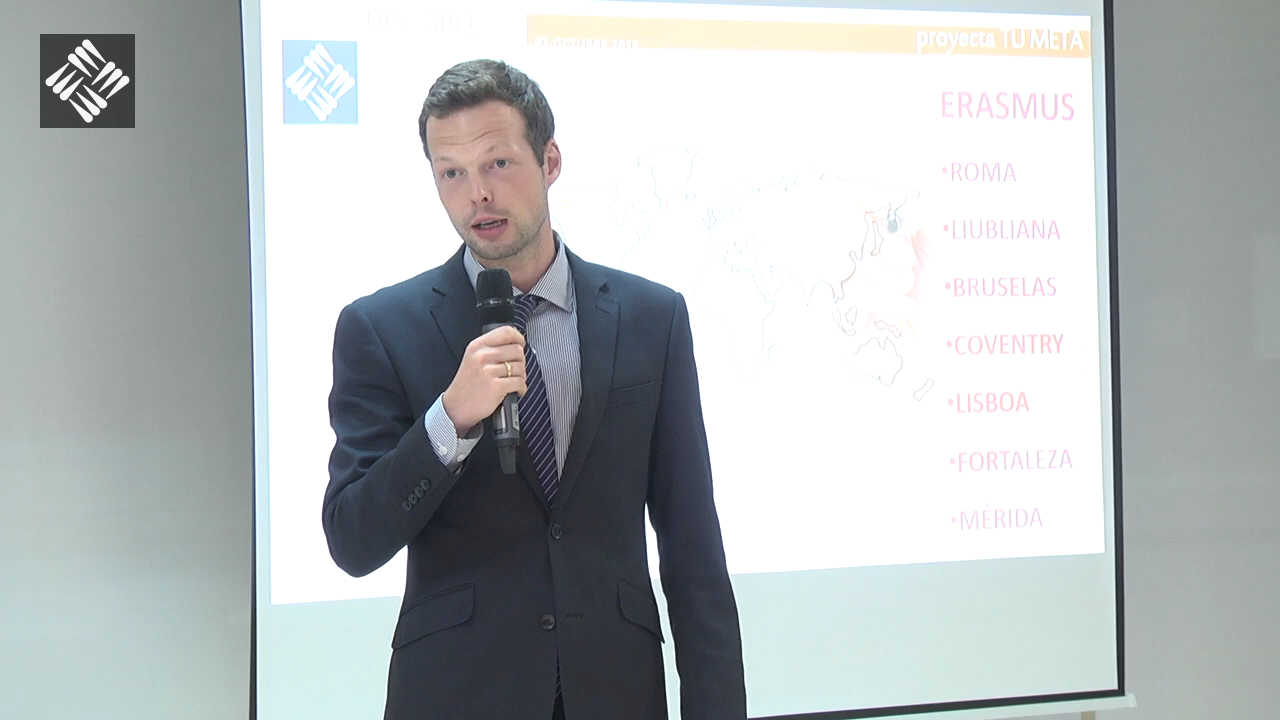 proyecta TU META
ERASMUS
•ROMA
•LIUBLIANA
•BRUSELAS
•COVENTRY
•LISBOA
•FORTALEZA
•MÉRIDA